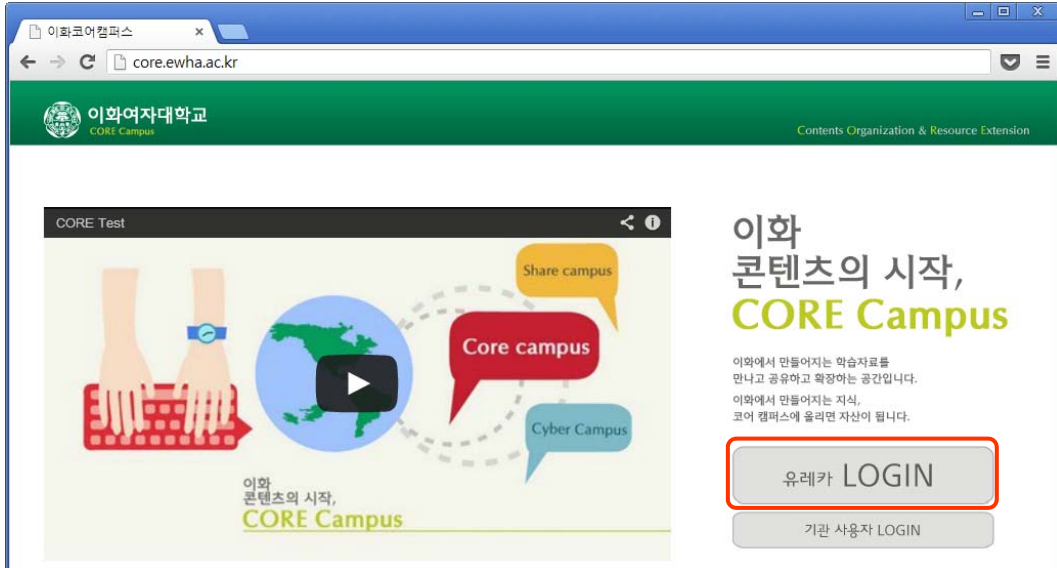 이화코어캠퍼스
core.ewha.ac.kr
이화여자대학교
CORE Campus
Contents Organization & Resource Extension
CORE Test
Share campus
Core campus
Cyber Campus
이화
콘텐츠의 시작,
CORE Campus
이화
콘텐츠의 시작,
CORE Campus
이화에서 만들어지는 학습자료를
만나고 공유하고 확장하는 공간입니다.
이화에서 만들어지는 지식,
코어 캠퍼스에 올리면 자산이 됩니다.
유레카 LOGIN
기관 사용자 LOGIN